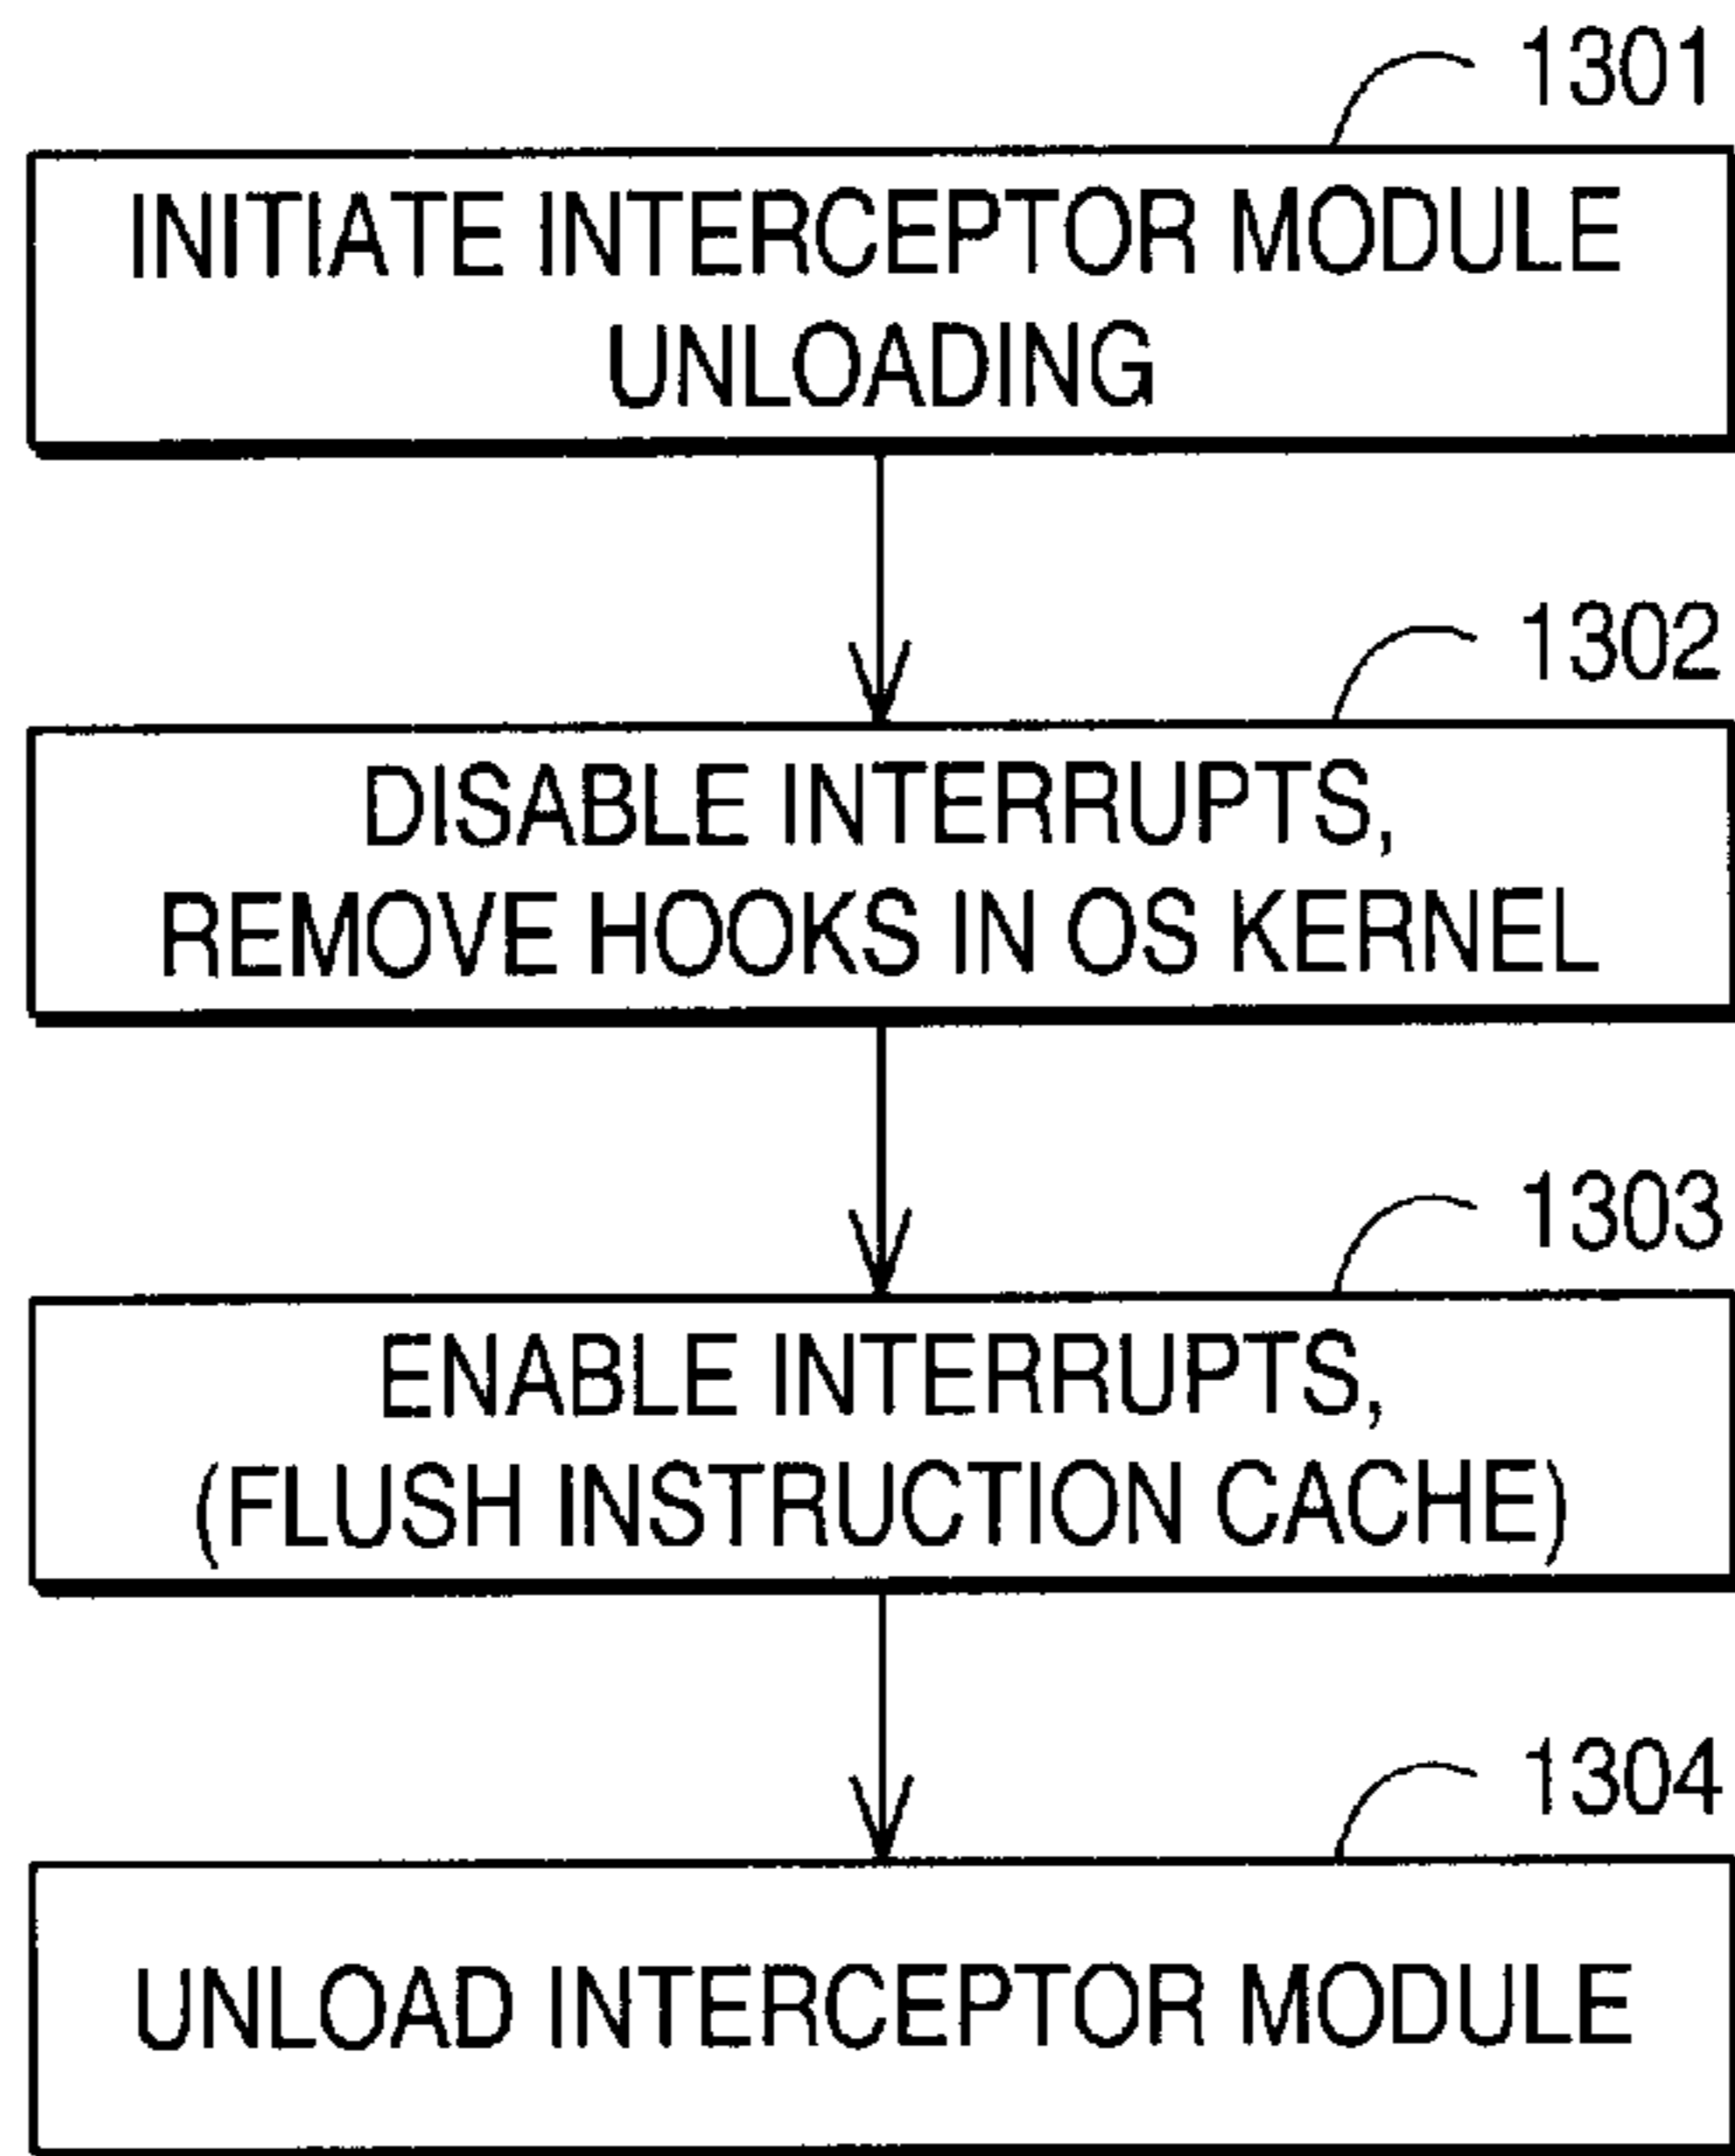 1301
INITIATE INTERCEPTOR MODULE
UNLOADING
1302
DISABLE INTERRUPTS,
REMOVE HOOKS IN OS KERNEL
1303
ENABLE INTERRUPTS,
(FLUSH INSTRUCTION CACHE)
1304
UNLOAD INTERCEPTOR MODULE